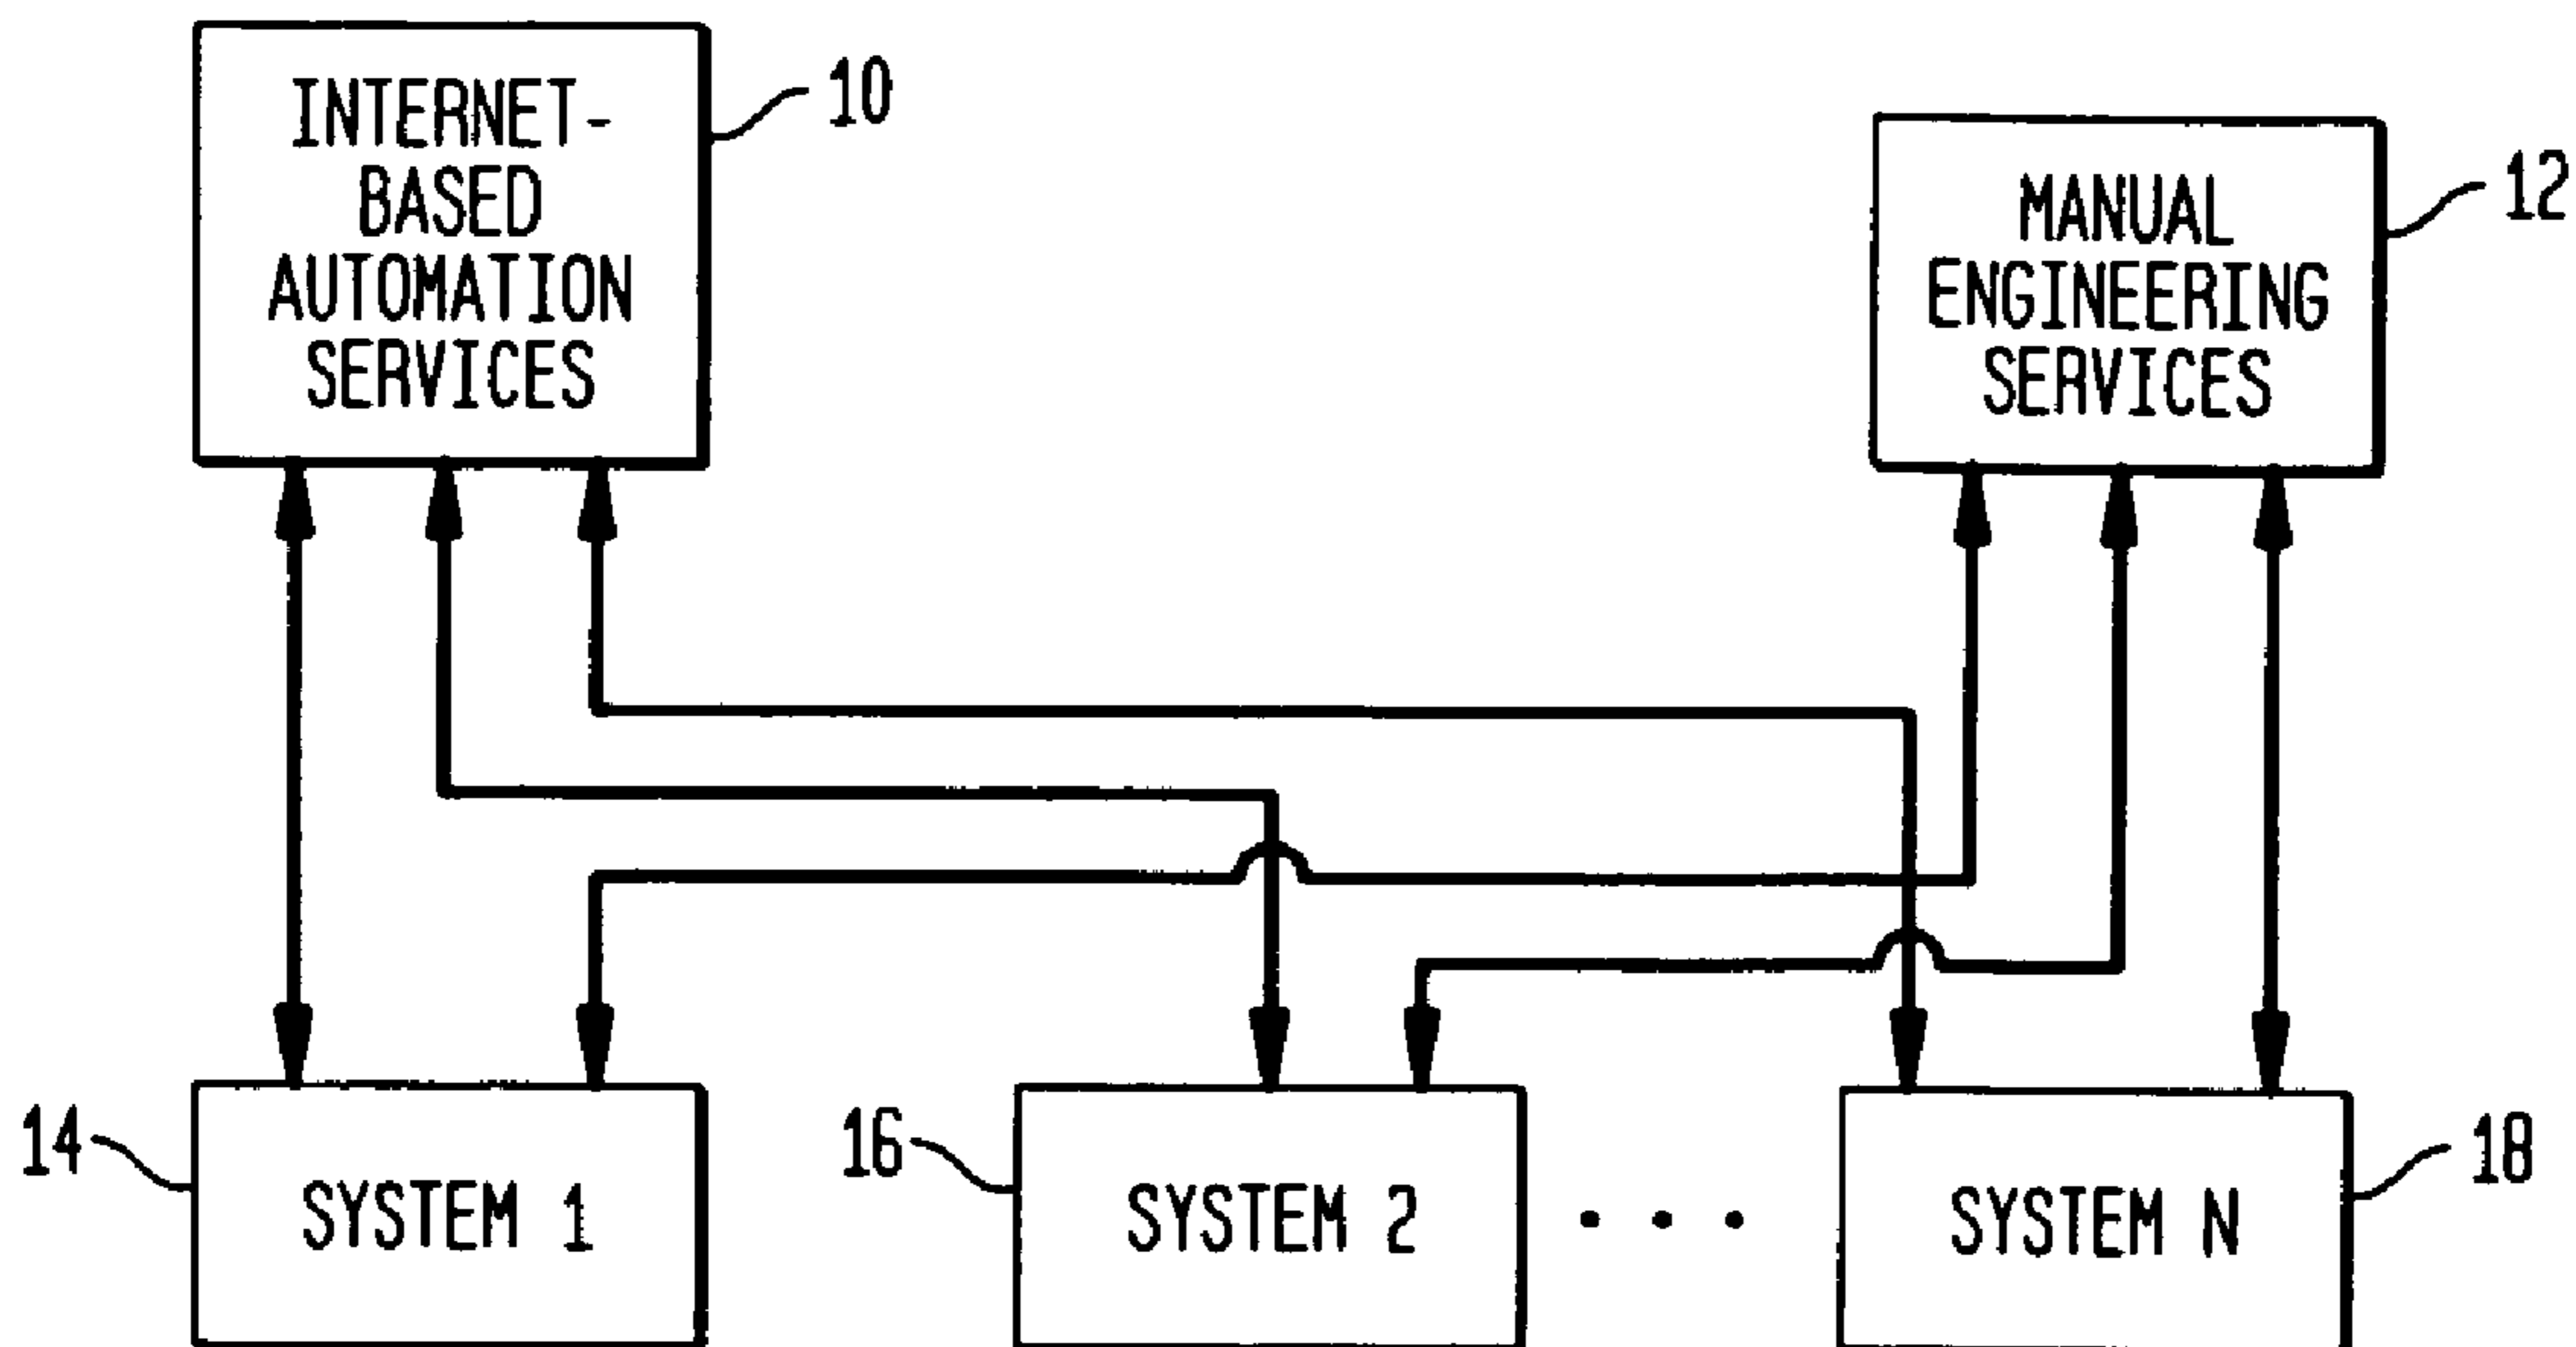 INTERNET-
BASED
AUTOMATION
SERVICES
10
MANUAL
ENGINEERING
SERVICES
12
14
SYSTEM 1
16
SYSTEM 2
. . .
SYSTEM N
18